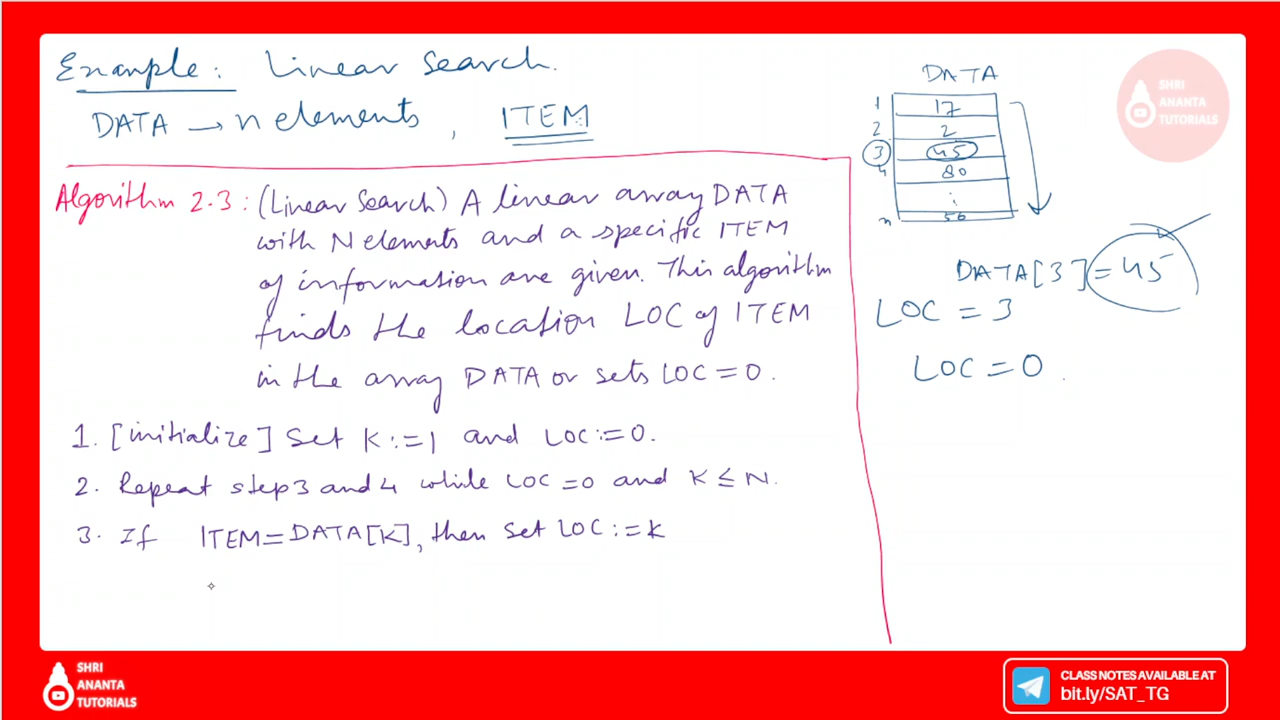 Example: Linear Search.
DATA → n elements, ITEM
Algorithm 2.3: (Linear Search) A linear array DATA
with N elements and a specific ITEM
of information are given. This algorithm
finds the location LOC of ITEM
in the array DATA or sets LOC=0.
1. [initialize] Set K:=1 and LOC:=0.
2. Repeat step 3 and 4 while LOC=0 and K≤N.
3. If ITEM=DATA[K], then set LOC:=K
DATA
1 17
2 2
3 45
4 80
⋮
n 50
DATA[3]=45
LOC=3
LOC=0.
SHRI
ANANTA
TUTORIALS
SHRI
ANANTA
TUTORIALS
CLASS NOTES AVAILABLE AT
bit.ly/SAT_TG